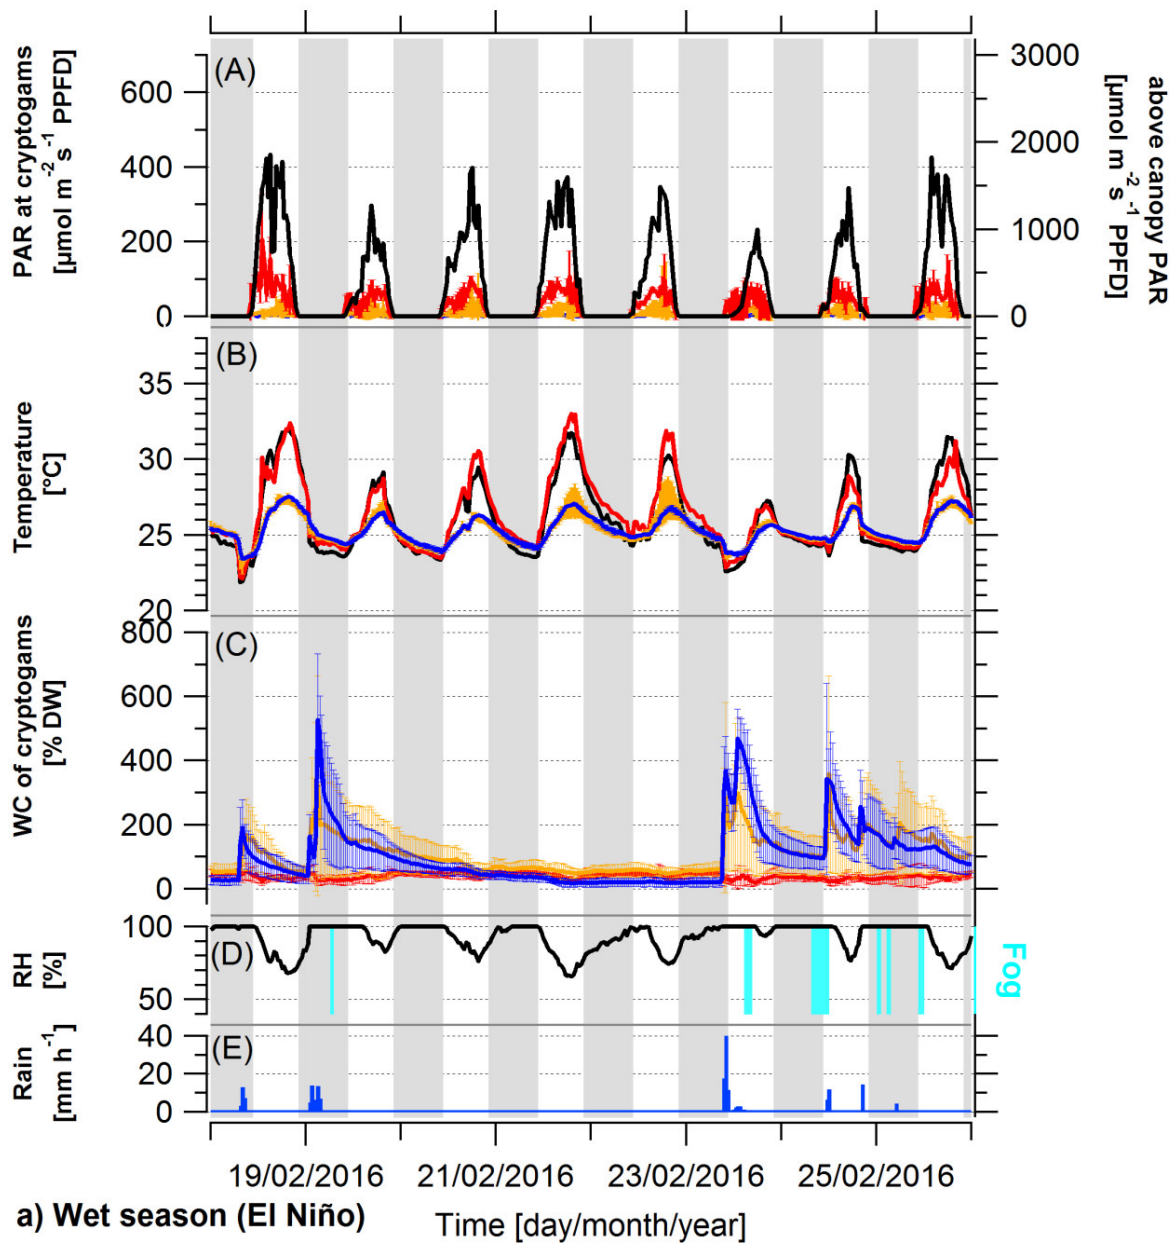 PAR at cryptogams
[µmol m⁻² s⁻¹ PPFD]
(A)
600
400
200
0
3000
2000
1000
0
above canopy PAR
[µmol m⁻² s⁻¹ PPFD]
Temperature
[°C]
(B)
35
30
25
20
WC of cryptogams
[% DW]
(C)
800
600
400
200
0
RH
[%]
(D)
100
50
Fog
Rain
[mm h⁻¹]
(E)
40
20
0
19/02/2016
21/02/2016
23/02/2016
25/02/2016
a) Wet season (El Niño)
Time [day/month/year]